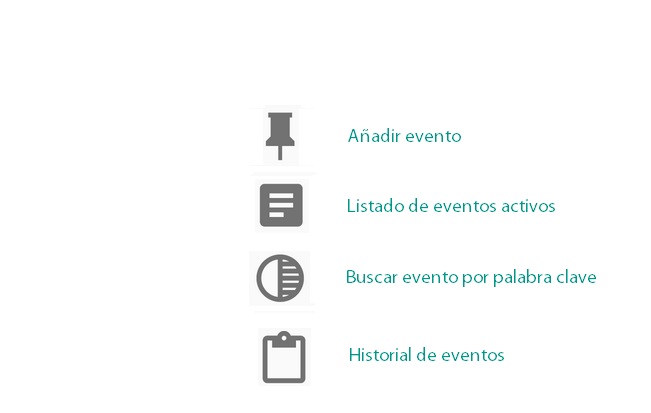 Añadir evento
Listado de eventos activos
Buscar evento por palabra clave
Historial de eventos